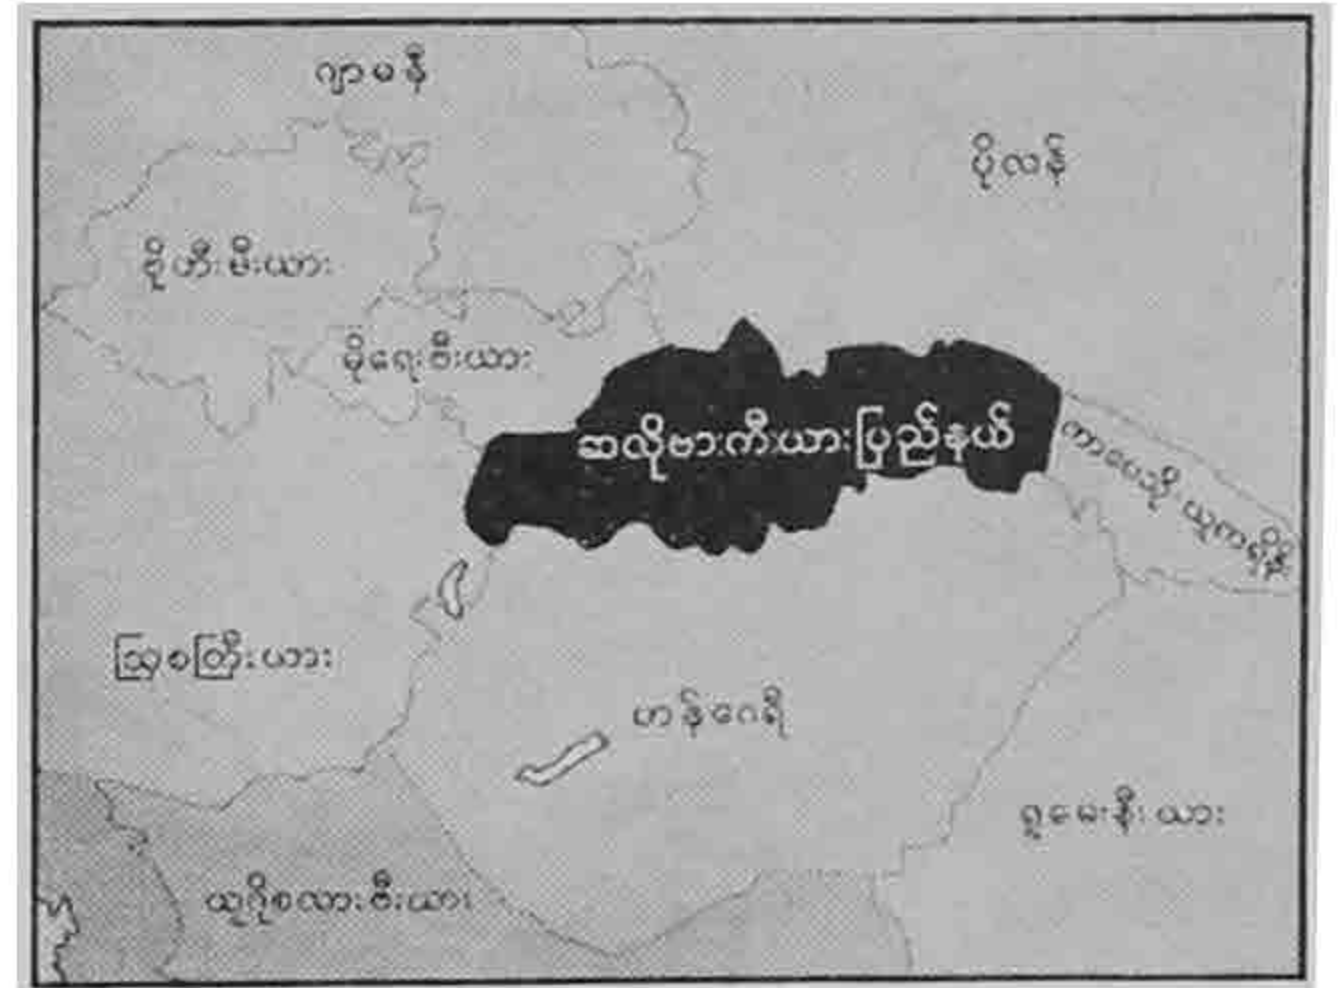 ဂျာမနီ
ပိုလန်
ဗိုဟီးမီးယား
မိုရေးဗီးယား
ဆလိုဗားကီးယားပြည်နယ်
ကာပေသို ယူကရိန်း
ဩစတြီးယား
ဟန်ဂေရီ
ရူမေးနီးယား
ယူဂိုစလားဗီးယား